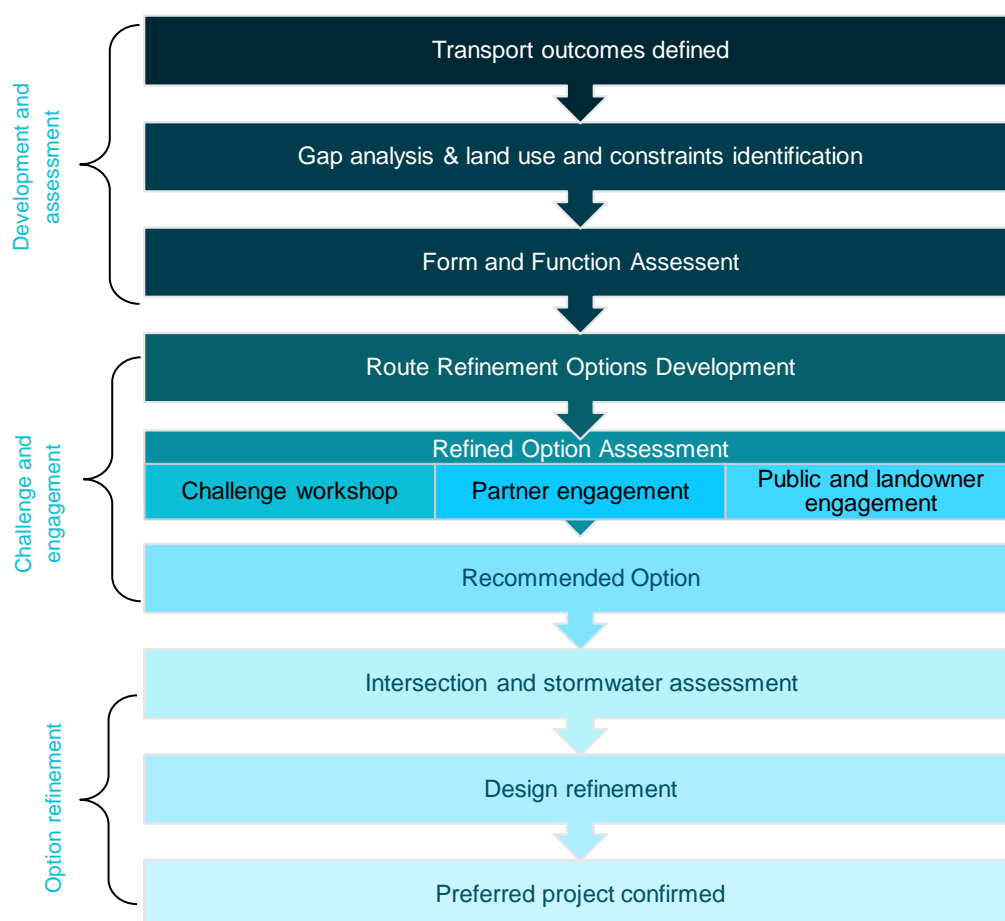 Development and
assessment
Transport outcomes defined
Gap analysis & land use and constraints identification
Form and Function Assessent
Challenge and
engagement
Route Refinement Options Development
Refined Option Assessment
Challenge workshop
Partner engagement
Public and landowner
engagement
Recommended Option
Option refinement
Intersection and stormwater assessment
Design refinement
Preferred project confirmed